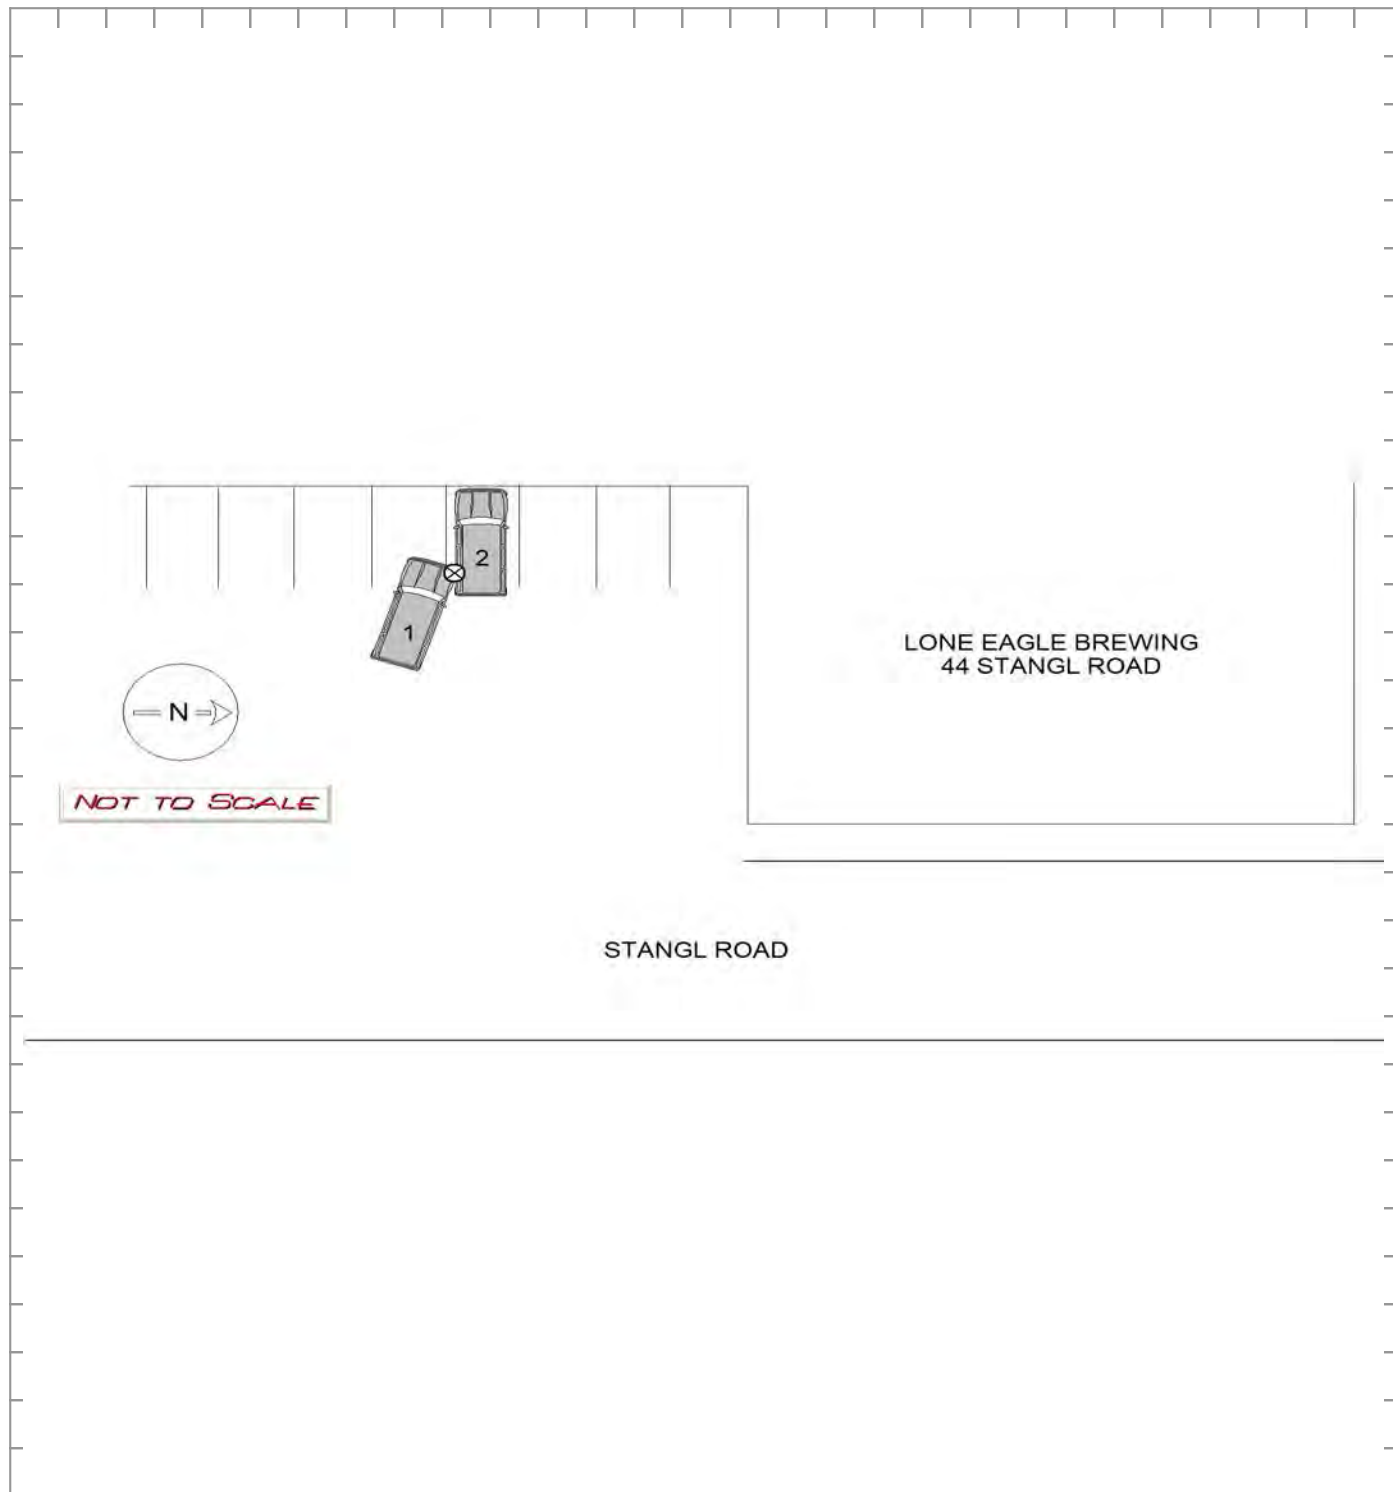 2
1
LONE EAGLE BREWING
44 STANGL ROAD
N
NOT TO SCALE
STANGL ROAD